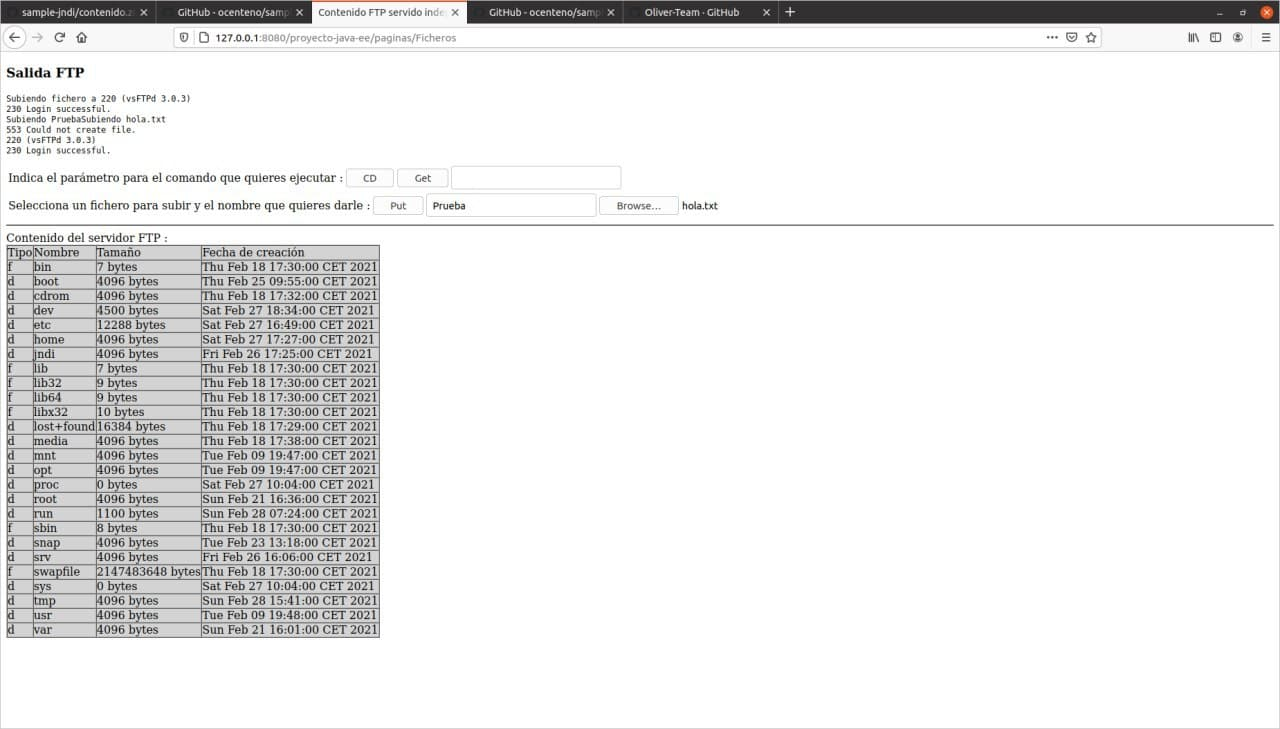 sample-jndi/contenido.z
GitHub - ocenteno/samp
Contenido FTP servido inde
GitHub - ocenteno/samp
Oliver-Team · GitHub
127.0.0.1:8080/proyecto-java-ee/paginas/Ficheros
Salida FTP
Subiendo fichero a 220 (vsFTPd 3.0.3)
230 Login successful.
Subiendo PruebaSubiendo hola.txt
553 Could not create file.
220 (vsFTPd 3.0.3)
230 Login successful.
Indica el parámetro para el comando que quieres ejecutar : CD Get
Selecciona un fichero para subir y el nombre que quieres darle : Put Prueba Browse... hola.txt
Contenido del servidor FTP :
Tipo Nombre Tamaño Fecha de creación
f bin 7 bytes Thu Feb 18 17:30:00 CET 2021
d boot 4096 bytes Thu Feb 25 09:55:00 CET 2021
d cdrom 4096 bytes Thu Feb 18 17:32:00 CET 2021
d dev 4500 bytes Sat Feb 27 18:34:00 CET 2021
d etc 12288 bytes Sat Feb 27 16:49:00 CET 2021
d home 4096 bytes Sat Feb 27 17:27:00 CET 2021
d jndi 4096 bytes Fri Feb 26 17:25:00 CET 2021
f lib 7 bytes Thu Feb 18 17:30:00 CET 2021
f lib32 9 bytes Thu Feb 18 17:30:00 CET 2021
f lib64 9 bytes Thu Feb 18 17:30:00 CET 2021
f libx32 10 bytes Thu Feb 18 17:30:00 CET 2021
d lost+found 16384 bytes Thu Feb 18 17:29:00 CET 2021
d media 4096 bytes Thu Feb 18 17:38:00 CET 2021
d mnt 4096 bytes Tue Feb 09 19:47:00 CET 2021
d opt 4096 bytes Tue Feb 09 19:47:00 CET 2021
d proc 0 bytes Sat Feb 27 10:04:00 CET 2021
d root 4096 bytes Sun Feb 21 16:36:00 CET 2021
d run 1100 bytes Sun Feb 28 07:24:00 CET 2021
f sbin 8 bytes Thu Feb 18 17:30:00 CET 2021
d snap 4096 bytes Tue Feb 23 13:18:00 CET 2021
d srv 4096 bytes Fri Feb 26 16:06:00 CET 2021
f swapfile 2147483648 bytes Thu Feb 18 17:30:00 CET 2021
d sys 0 bytes Sat Feb 27 10:04:00 CET 2021
d tmp 4096 bytes Sun Feb 28 15:41:00 CET 2021
d usr 4096 bytes Tue Feb 09 19:48:00 CET 2021
d var 4096 bytes Sun Feb 21 16:01:00 CET 2021